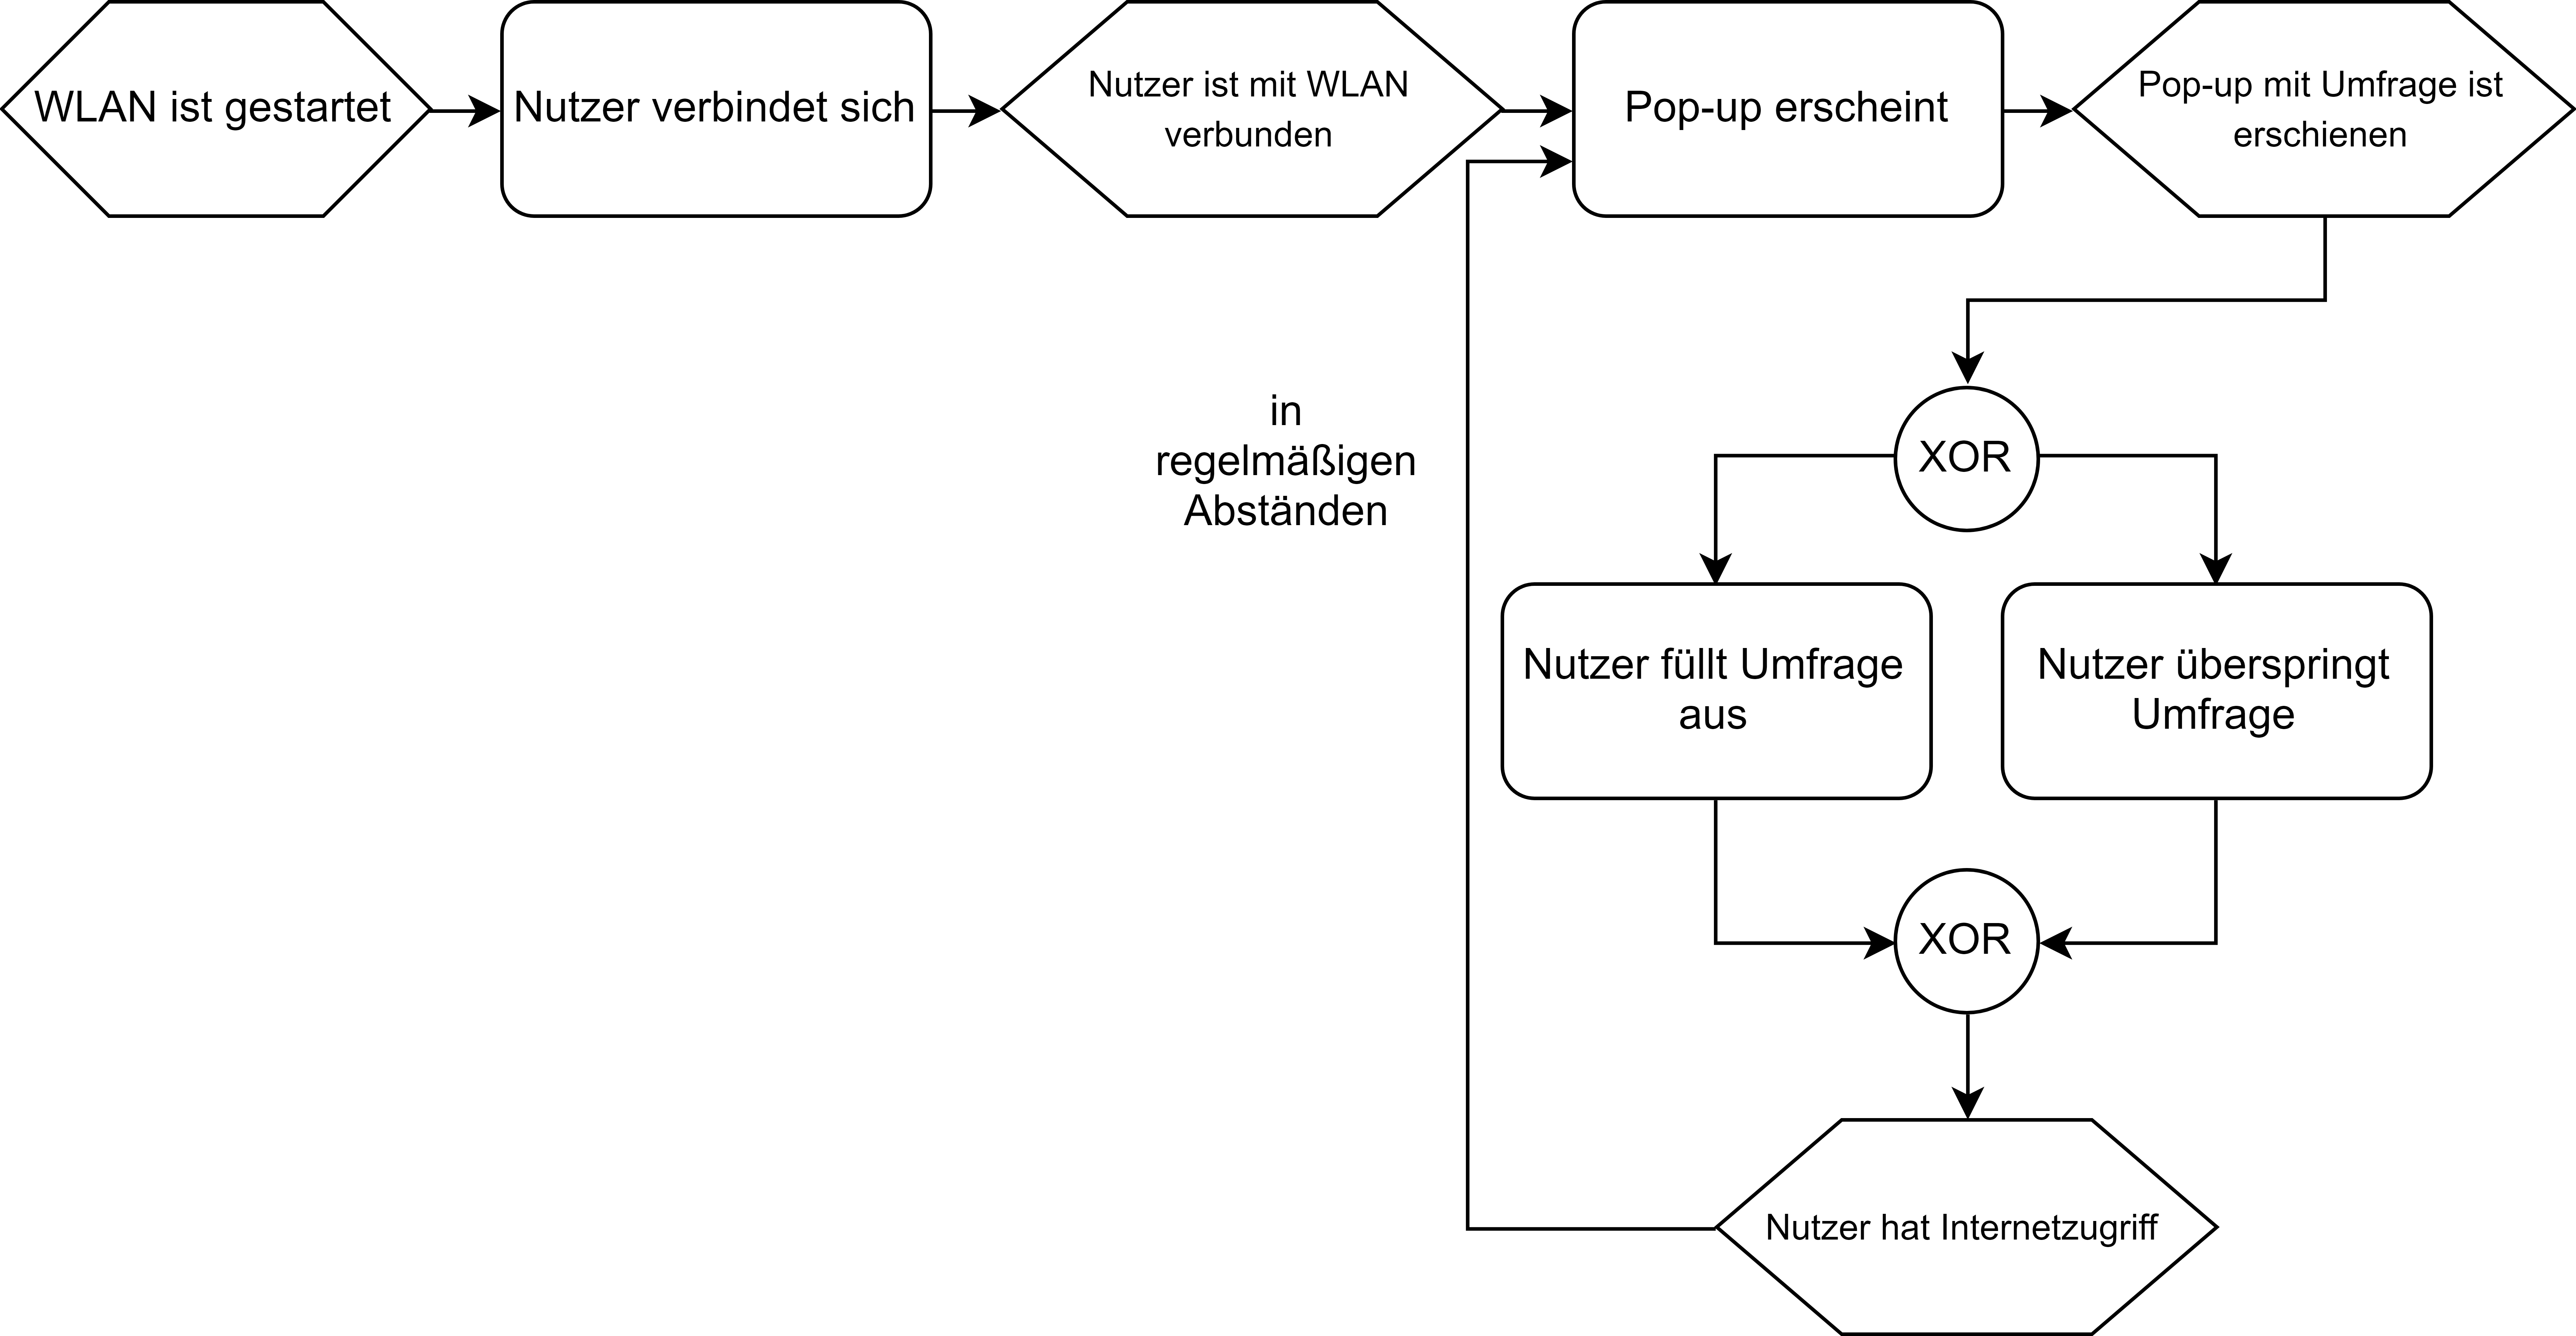 WLAN ist gestartet
Nutzer verbindet sich
Nutzer ist mit WLAN
verbunden
Pop-up erscheint
Pop-up mit Umfrage ist
erschienen
in
regelmäßigen
Abständen
XOR
Nutzer füllt Umfrage
aus
Nutzer überspringt
Umfrage
XOR
Nutzer hat Internetzugriff